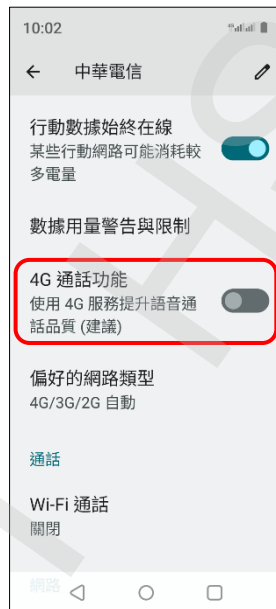 10:02
中華電信
行動數據始終在線
某些行動網路可能消耗較
多電量
數據用量警告與限制
4G 通話功能
使用 4G 服務提升語音通
話品質 (建議)
偏好的網路類型
4G/3G/2G 自動
通話
Wi-Fi 通話
關閉
網路